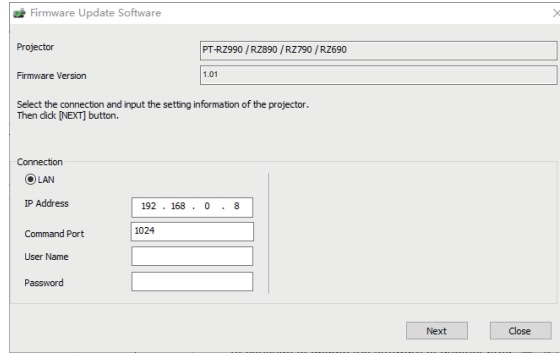 Firmware Update Software
Projector
PT-RZ990 / RZ890 / RZ790 / RZ690
Firmware Version
1.01
Select the connection and input the setting information of the projector.
Then click [NEXT] button.
Connection
LAN
IP Address
192 . 168 . 0 . 8
Command Port
1024
User Name
Password
Next
Close